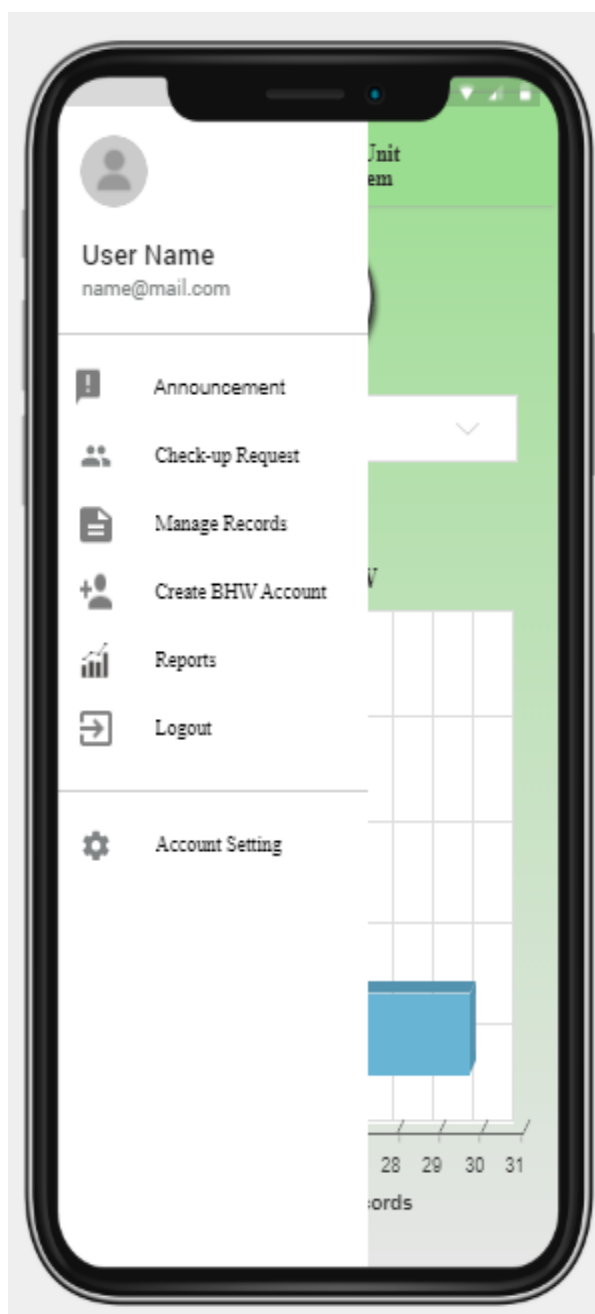 Unit
em
User Name
name@mail.com
Announcement
Check-up Request
Manage Records
Create BHW Account
Reports
Logout
Account Setting
28 29 30 31
ords